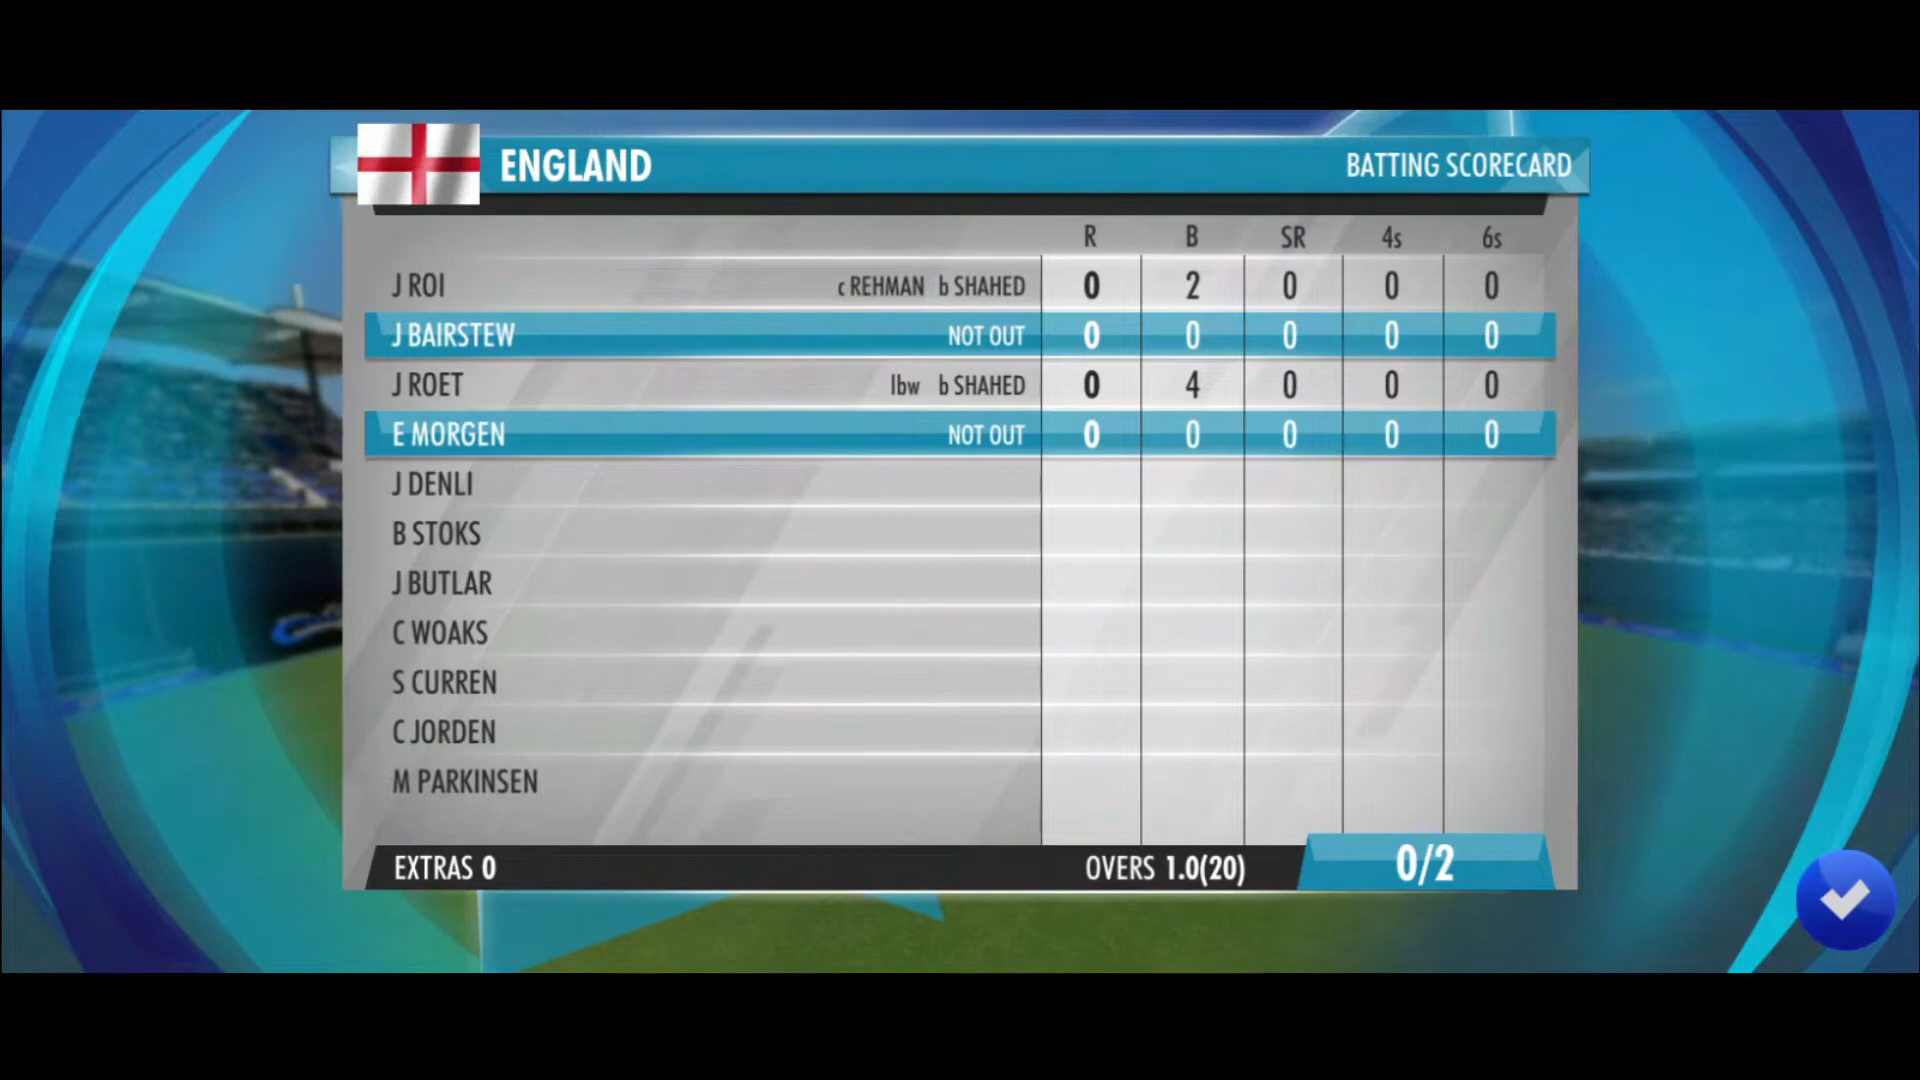 ENGLAND BATTING SCORECARD
R B SR 4s 6s
J ROI c REHMAN b SHAHED 0 2 0 0 0
J BAIRSTEW NOT OUT 0 0 0 0 0
J ROET lbw b SHAHED 0 4 0 0 0
E MORGEN NOT OUT 0 0 0 0 0
J DENLI
B STOKS
J BUTLAR
C WOAKS
S CURREN
C JORDEN
M PARKINSEN
EXTRAS 0 OVERS 1.0(20) 0/2